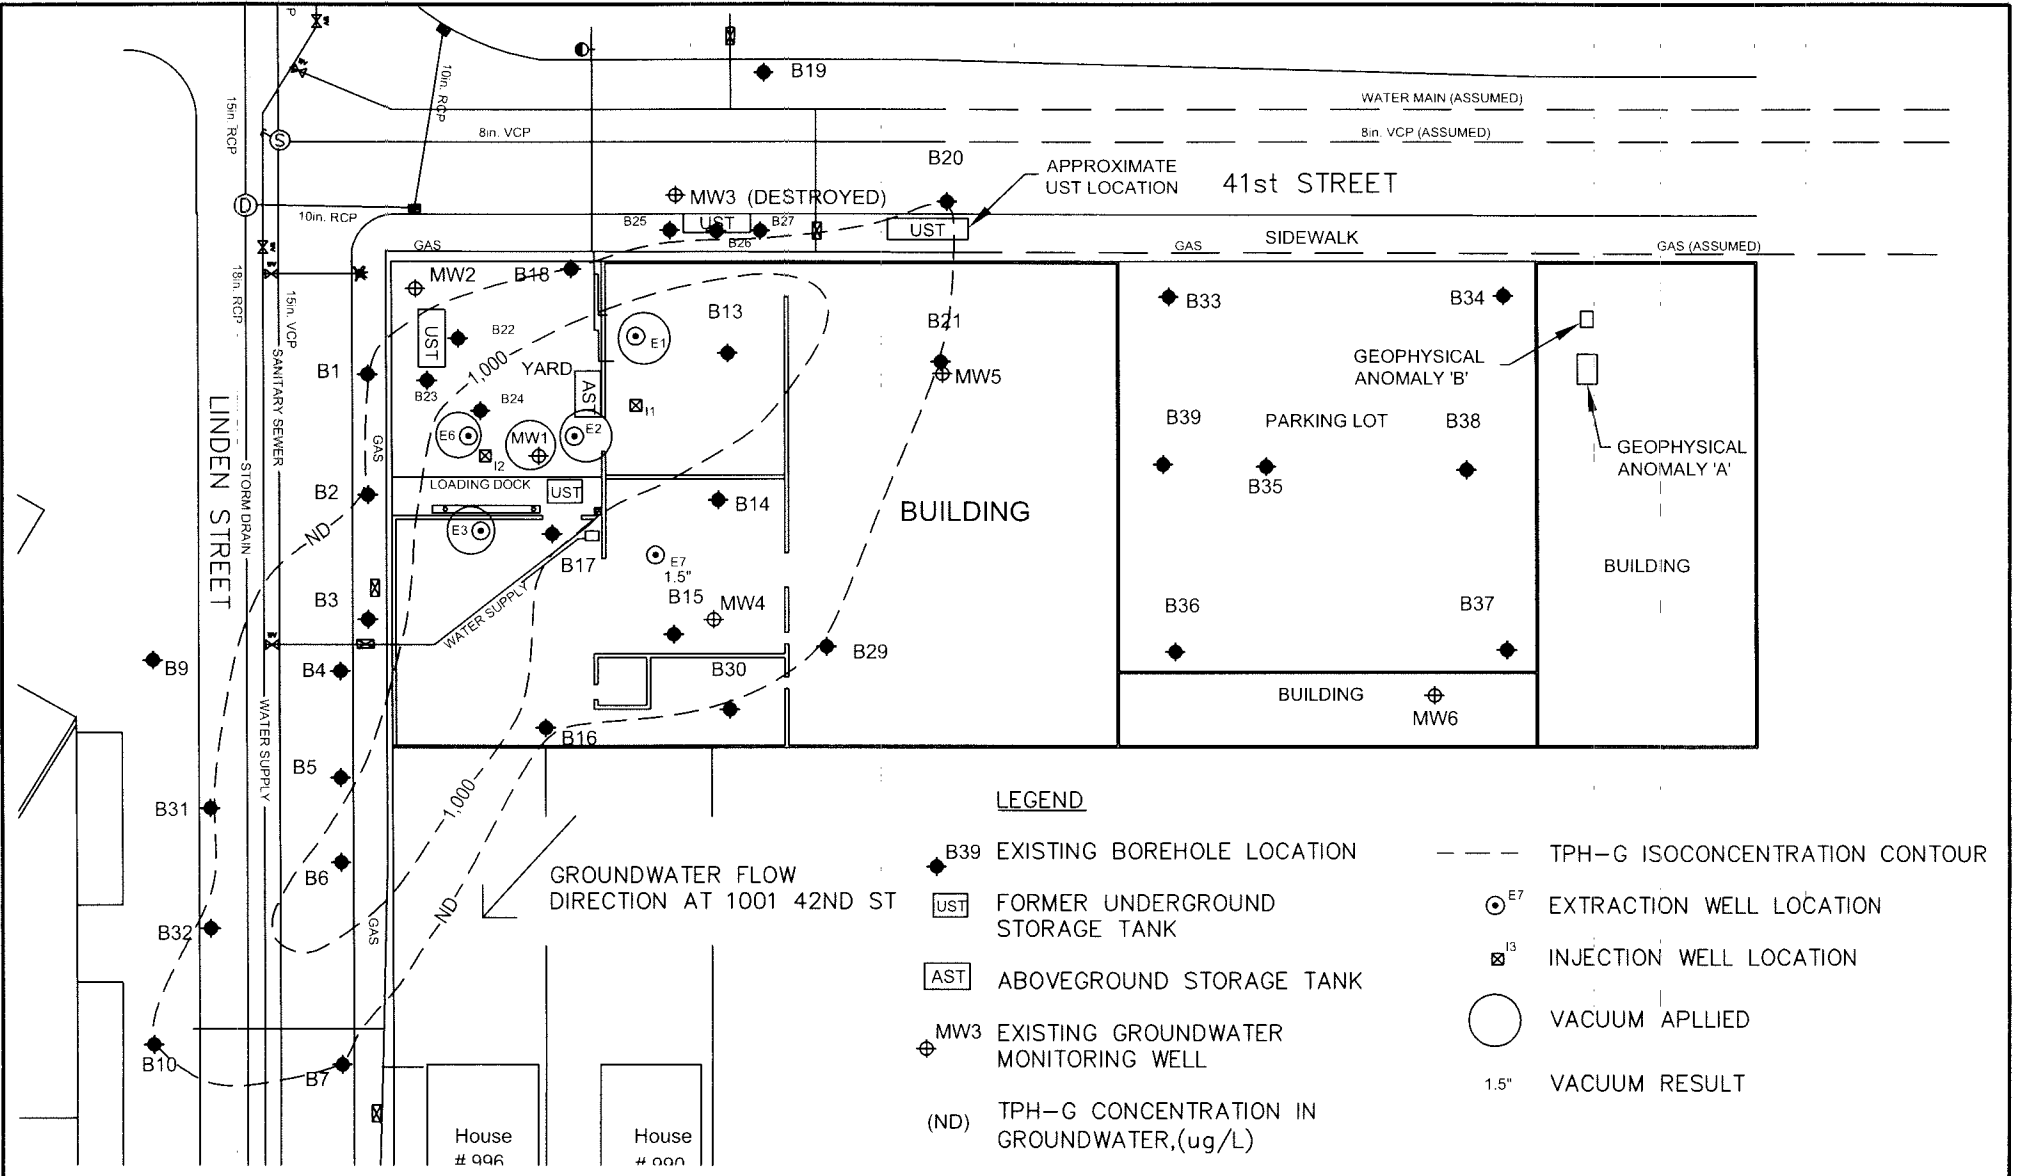 P
B19
10in. RCP
15in. RCP
WATER MAIN (ASSUMED)
S
8in. VCP
8in. VCP (ASSUMED)
B20
APPROXIMATE
UST LOCATION
41st STREET
MW3 (DESTROYED)
D
10in. RCP
B25
UST
B27
B26
UST
SIDEWALK
GAS
GAS
GAS (ASSUMED)
18in. RCP
15in. VCP
MW2
B18
B33
B34
B13
B21
UST
B22
E1
1,000
YARD
GEOPHYSICAL
ANOMALY 'B'
B1
B23
AST
MW5
B24
I1
B39
PARKING LOT
B38
LINDEN STREET
STORM DRAIN
SANITARY SEWER
GAS
E6
MW1
E2
GEOPHYSICAL
ANOMALY 'A'
I2
B35
LOADING DOCK
UST
B2
B14
BUILDING
ND
E3
B17
E7
1.5"
BUILDING
B3
B15
MW4
B36
B37
WATER SUPPLY
B9
B4
B29
B30
BUILDING
MW6
WATER SUPPLY
B16
B5
B31
1,000
LEGEND
B39 EXISTING BOREHOLE LOCATION
TPH-G ISOCONCENTRATION CONTOUR
B6
GROUNDWATER FLOW
DIRECTION AT 1001 42ND ST
UST FORMER UNDERGROUND
STORAGE TANK
E7 EXTRACTION WELL LOCATION
B32
GAS
ND
I3 INJECTION WELL LOCATION
AST ABOVEGROUND STORAGE TANK
VACUUM APLLIED
MW3 EXISTING GROUNDWATER
MONITORING WELL
B10
B7
1.5" VACUUM RESULT
(ND) TPH-G CONCENTRATION IN
GROUNDWATER,(ug/L)
House
# 996
House
# 990